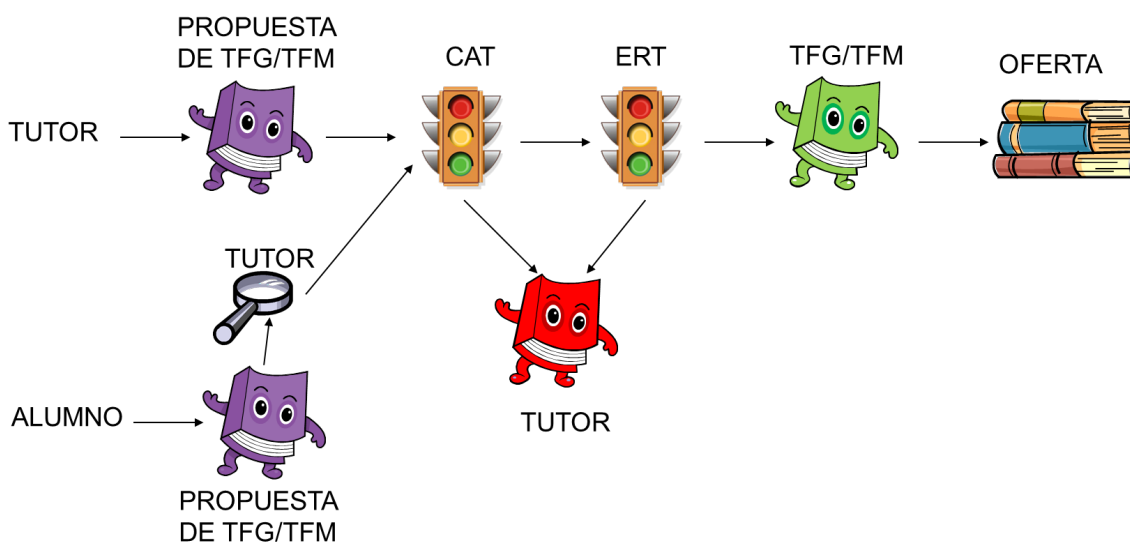 PROPUESTA
DE TFG/TFM
CAT
ERT
TFG/TFM
OFERTA
TUTOR
TUTOR
ALUMNO
TUTOR
PROPUESTA
DE TFG/TFM